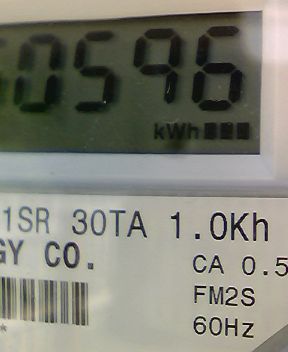 0596
kWh
1SR 30TA 1.0Kh
GY CO.
CA 0.5
FM2S
60Hz